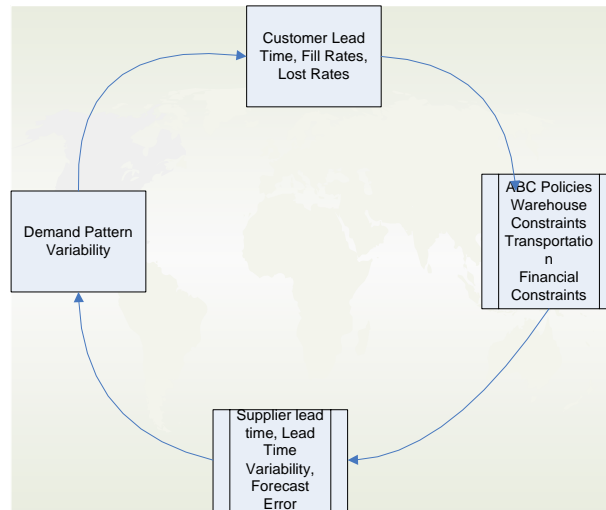 Customer Lead
Time, Fill Rates,
Lost Rates
ABC Policies
Warehouse
Constraints
Transportatio
n
Financial
Constraints
Demand Pattern
Variability
Supplier lead
time, Lead
Time
Variability,
Forecast
Error